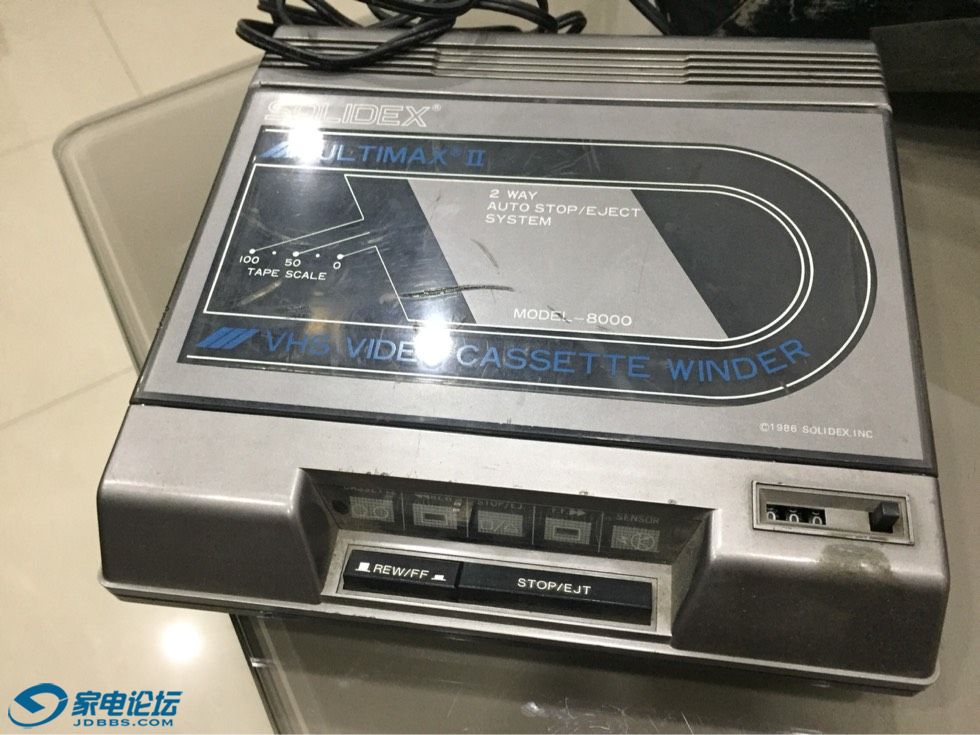 SOLIDEX®
ULTIMAX® II
2 WAY
AUTO STOP/EJECT
SYSTEM
100 50 0
TAPE SCALE
MODEL-8000
VHS VIDEO CASSETTE WINDER
©1986 SOLIDEX,INC
STOP/EJ. F.F. SENSOR
000
REW/FF STOP/EJT
家电论坛
JDBBS.COM